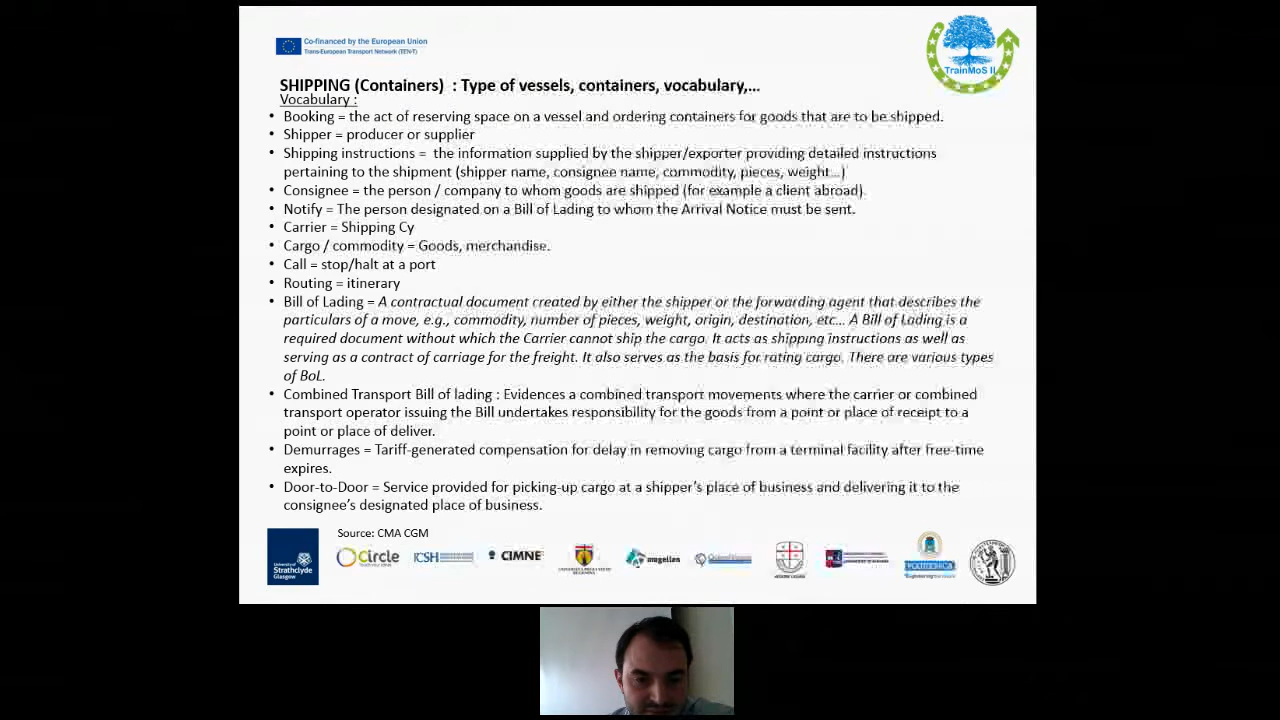 Co-financed by the European Union
Trans-European Transport Network (TEN-T)
TrainMoS II
SHIPPING (Containers)  : Type of vessels, containers, vocabulary,…
Vocabulary :
• Booking = the act of reserving space on a vessel and ordering containers for goods that are to be shipped.
• Shipper = producer or supplier
• Shipping instructions =  the information supplied by the shipper/exporter providing detailed instructions
pertaining to the shipment (shipper name, consignee name, commodity, pieces, weight…)
• Consignee = the person / company to whom goods are shipped (for example a client abroad).
• Notify = The person designated on a Bill of Lading to whom the Arrival Notice must be sent.
• Carrier = Shipping Cy
• Cargo / commodity = Goods, merchandise.
• Call = stop/halt at a port
• Routing = itinerary
• Bill of Lading = A contractual document created by either the shipper or the forwarding agent that describes the
particulars of a move, e.g., commodity, number of pieces, weight, origin, destination, etc… A Bill of Lading is a
required document without which the Carrier cannot ship the cargo. It acts as shipping instructions as well as
serving as a contract of carriage for the freight. It also serves as the basis for rating cargo. There are various types
of BoL.
• Combined Transport Bill of lading : Evidences a combined transport movements where the carrier or combined
transport operator issuing the Bill undertakes responsibility for the goods from a point or place of receipt to a
point or place of deliver.
• Demurrages = Tariff-generated compensation for delay in removing cargo from a terminal facility after free-time
expires.
• Door-to-Door = Service provided for picking-up cargo at a shipper's place of business and delivering it to the
consignee's designated place of business.
Source: CMA CGM
University of
Strathclyde
Glasgow
Circle
ICSH
CIMNE
magellan
POLITEHNICA